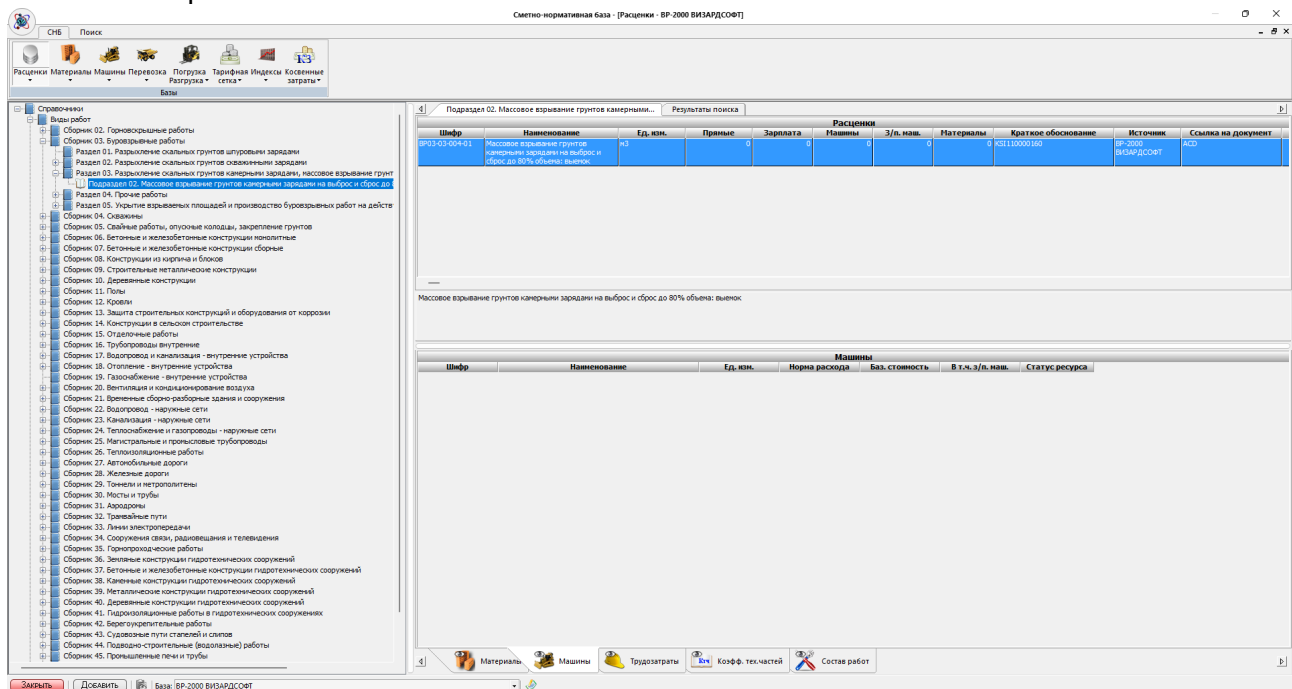 Сметно-нормативная база - [Расценки - ВР-2000 ВИЗАРДСОФТ]
СНБ Поиск
Расценки Материалы Машины Перевозка Погрузка Разгрузка Тарифная сетка Индексы Косвенные затраты
Базы
Справочники
Виды работ
Сборник 02. Горновскрышные работы
Сборник 03. Буровзрывные работы
Раздел 01. Разрыхление скальных грунтов шпуровыми зарядами
Раздел 02. Разрыхление скальных грунтов скважинными зарядами
Раздел 03. Разрыхление скальных грунтов камерными зарядами, массовое взрывание грунт
Подраздел 02. Массовое взрывание грунтов камерными зарядами на выброс и сброс до
Раздел 04. Прочие работы
Раздел 05. Укрытие взрываемых площадей и производство буровзрывных работ на действ
Сборник 04. Скважины
Сборник 05. Свайные работы, опускные колодцы, закрепление грунтов
Сборник 06. Бетонные и железобетонные конструкции монолитные
Сборник 07. Бетонные и железобетонные конструкции сборные
Сборник 08. Конструкции из кирпича и блоков
Сборник 09. Строительные металлические конструкции
Сборник 10. Деревянные конструкции
Сборник 11. Полы
Сборник 12. Кровли
Сборник 13. Защита строительных конструкций и оборудования от коррозии
Сборник 14. Конструкции в сельском строительстве
Сборник 15. Отделочные работы
Сборник 16. Трубопроводы внутренние
Сборник 17. Водопровод и канализация - внутренние устройства
Сборник 18. Отопление - внутренние устройства
Сборник 19. Газоснабжение - внутренние устройства
Сборник 20. Вентиляция и кондиционирование воздуха
Сборник 21. Временные сборно-разборные здания и сооружения
Сборник 22. Водопровод - наружные сети
Сборник 23. Канализация - наружные сети
Сборник 24. Теплоснабжение и газопроводы - наружные сети
Сборник 25. Магистральные и промысловые трубопроводы
Сборник 26. Теплоизоляционные работы
Сборник 27. Автомобильные дороги
Сборник 28. Железные дороги
Сборник 29. Тоннели и метрополитены
Сборник 30. Мосты и трубы
Сборник 31. Аэродромы
Сборник 32. Трамвайные пути
Сборник 33. Линии электропередачи
Сборник 34. Сооружения связи, радиовещания и телевидения
Сборник 35. Горнопроходческие работы
Сборник 36. Земляные конструкции гидротехнических сооружений
Сборник 37. Бетонные и железобетонные конструкции гидротехнических сооружений
Сборник 38. Каменные конструкции гидротехнических сооружений
Сборник 39. Металлические конструкции гидротехнических сооружений
Сборник 40. Деревянные конструкции гидротехнических сооружений
Сборник 41. Гидроизоляционные работы в гидротехнических сооружениях
Сборник 42. Берегоукрепительные работы
Сборник 43. Судовозные пути стапелей и слипов
Сборник 44. Подводно-строительные (водолазные) работы
Сборник 45. Промышленные печи и трубы
Подраздел 02. Массовое взрывание грунтов камерными... Результаты поиска
Расценки
Шифр Наименование Ед. изм. Прямые Зарплата Машины З/п. маш. Материалы Краткое обоснование Источник Ссылка на документ
ВР03-03-004-01 Массовое взрывание грунтов м3 0 0 0 0 0 KSI110000160 ВР-2000 ACD
камерными зарядами на выброс и ВИЗАРДСОФТ
сброс до 80% объема: выемок
Массовое взрывание грунтов камерными зарядами на выброс и сброс до 80% объема: выемок
Машины
Шифр Наименование Ед. изм. Норма расхода Баз. стоимость В т.ч. з/п. маш. Статус ресурса
Материалы Машины Трудозатраты Коэфф. тех.частей Состав работ
Закрыть Добавить База: ВР-2000 ВИЗАРДСОФТ